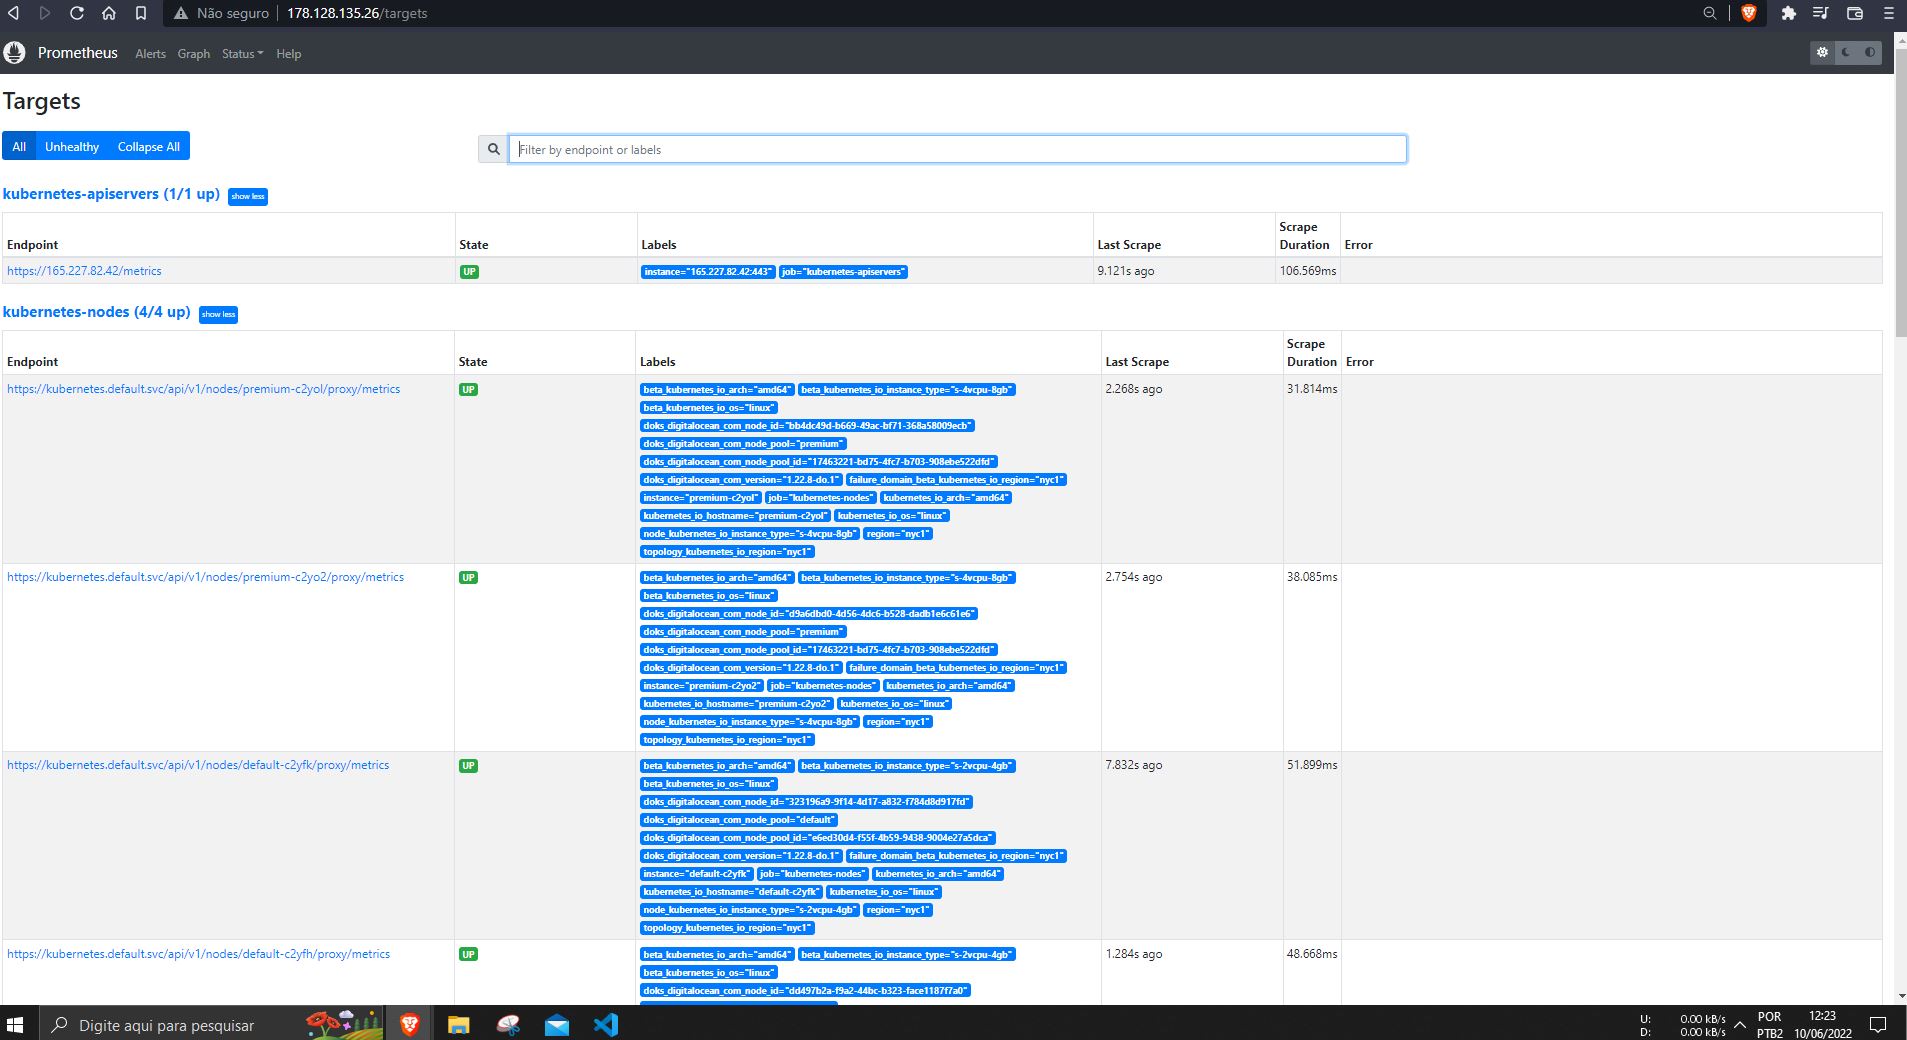 Não seguro 178.128.135.26/targets
Prometheus Alerts Graph Status Help
Targets
All Unhealthy Collapse All
Filter by endpoint or labels
kubernetes-apiservers (1/1 up) show less
Endpoint State Labels Last Scrape Scrape Duration Error
https://165.227.82.42/metrics UP instance="165.227.82.42:443" job="kubernetes-apiservers" 9.121s ago 106.569ms
kubernetes-nodes (4/4 up) show less
Endpoint State Labels Last Scrape Scrape Duration Error
https://kubernetes.default.svc/api/v1/nodes/premium-c2yol/proxy/metrics UP beta_kubernetes_io_arch="amd64" beta_kubernetes_io_instance_type="s-4vcpu-8gb" 2.268s ago 31.814ms
beta_kubernetes_io_os="linux"
doks_digitalocean_com_node_id="bb4dc49d-b669-49ac-bf71-368a58009ecb"
doks_digitalocean_com_node_pool="premium"
doks_digitalocean_com_node_pool_id="17463221-bd75-4fc7-b703-908ebe522dfd"
doks_digitalocean_com_version="1.22.8-do.1" failure_domain_beta_kubernetes_io_region="nyc1"
instance="premium-c2yol" job="kubernetes-nodes" kubernetes_io_arch="amd64"
kubernetes_io_hostname="premium-c2yol" kubernetes_io_os="linux"
node_kubernetes_io_instance_type="s-4vcpu-8gb" region="nyc1"
topology_kubernetes_io_region="nyc1"
https://kubernetes.default.svc/api/v1/nodes/premium-c2yo2/proxy/metrics UP beta_kubernetes_io_arch="amd64" beta_kubernetes_io_instance_type="s-4vcpu-8gb" 2.754s ago 38.085ms
beta_kubernetes_io_os="linux"
doks_digitalocean_com_node_id="d9a6dbd0-4d56-4dc6-b528-dadb1e6c61e6"
doks_digitalocean_com_node_pool="premium"
doks_digitalocean_com_node_pool_id="17463221-bd75-4fc7-b703-908ebe522dfd"
doks_digitalocean_com_version="1.22.8-do.1" failure_domain_beta_kubernetes_io_region="nyc1"
instance="premium-c2yo2" job="kubernetes-nodes" kubernetes_io_arch="amd64"
kubernetes_io_hostname="premium-c2yo2" kubernetes_io_os="linux"
node_kubernetes_io_instance_type="s-4vcpu-8gb" region="nyc1"
topology_kubernetes_io_region="nyc1"
https://kubernetes.default.svc/api/v1/nodes/default-c2yfk/proxy/metrics UP beta_kubernetes_io_arch="amd64" beta_kubernetes_io_instance_type="s-2vcpu-4gb" 7.832s ago 51.899ms
beta_kubernetes_io_os="linux"
doks_digitalocean_com_node_id="323196a9-9f14-4d17-a832-f784d8d917fd"
doks_digitalocean_com_node_pool="default"
doks_digitalocean_com_node_pool_id="e6ed30d4-f55f-4b59-9438-9004e27a5dca"
doks_digitalocean_com_version="1.22.8-do.1" failure_domain_beta_kubernetes_io_region="nyc1"
instance="default-c2yfk" job="kubernetes-nodes" kubernetes_io_arch="amd64"
kubernetes_io_hostname="default-c2yfk" kubernetes_io_os="linux"
node_kubernetes_io_instance_type="s-2vcpu-4gb" region="nyc1"
topology_kubernetes_io_region="nyc1"
https://kubernetes.default.svc/api/v1/nodes/default-c2yfh/proxy/metrics UP beta_kubernetes_io_arch="amd64" beta_kubernetes_io_instance_type="s-2vcpu-4gb" 1.284s ago 48.668ms
beta_kubernetes_io_os="linux"
doks_digitalocean_com_node_id="dd497b2a-f9a2-44bc-b323-face1187f7a0"
Digite aqui para pesquisar
U: 0.00 kB/s POR 12:23
D: 0.00 kB/s PTB2 10/06/2022